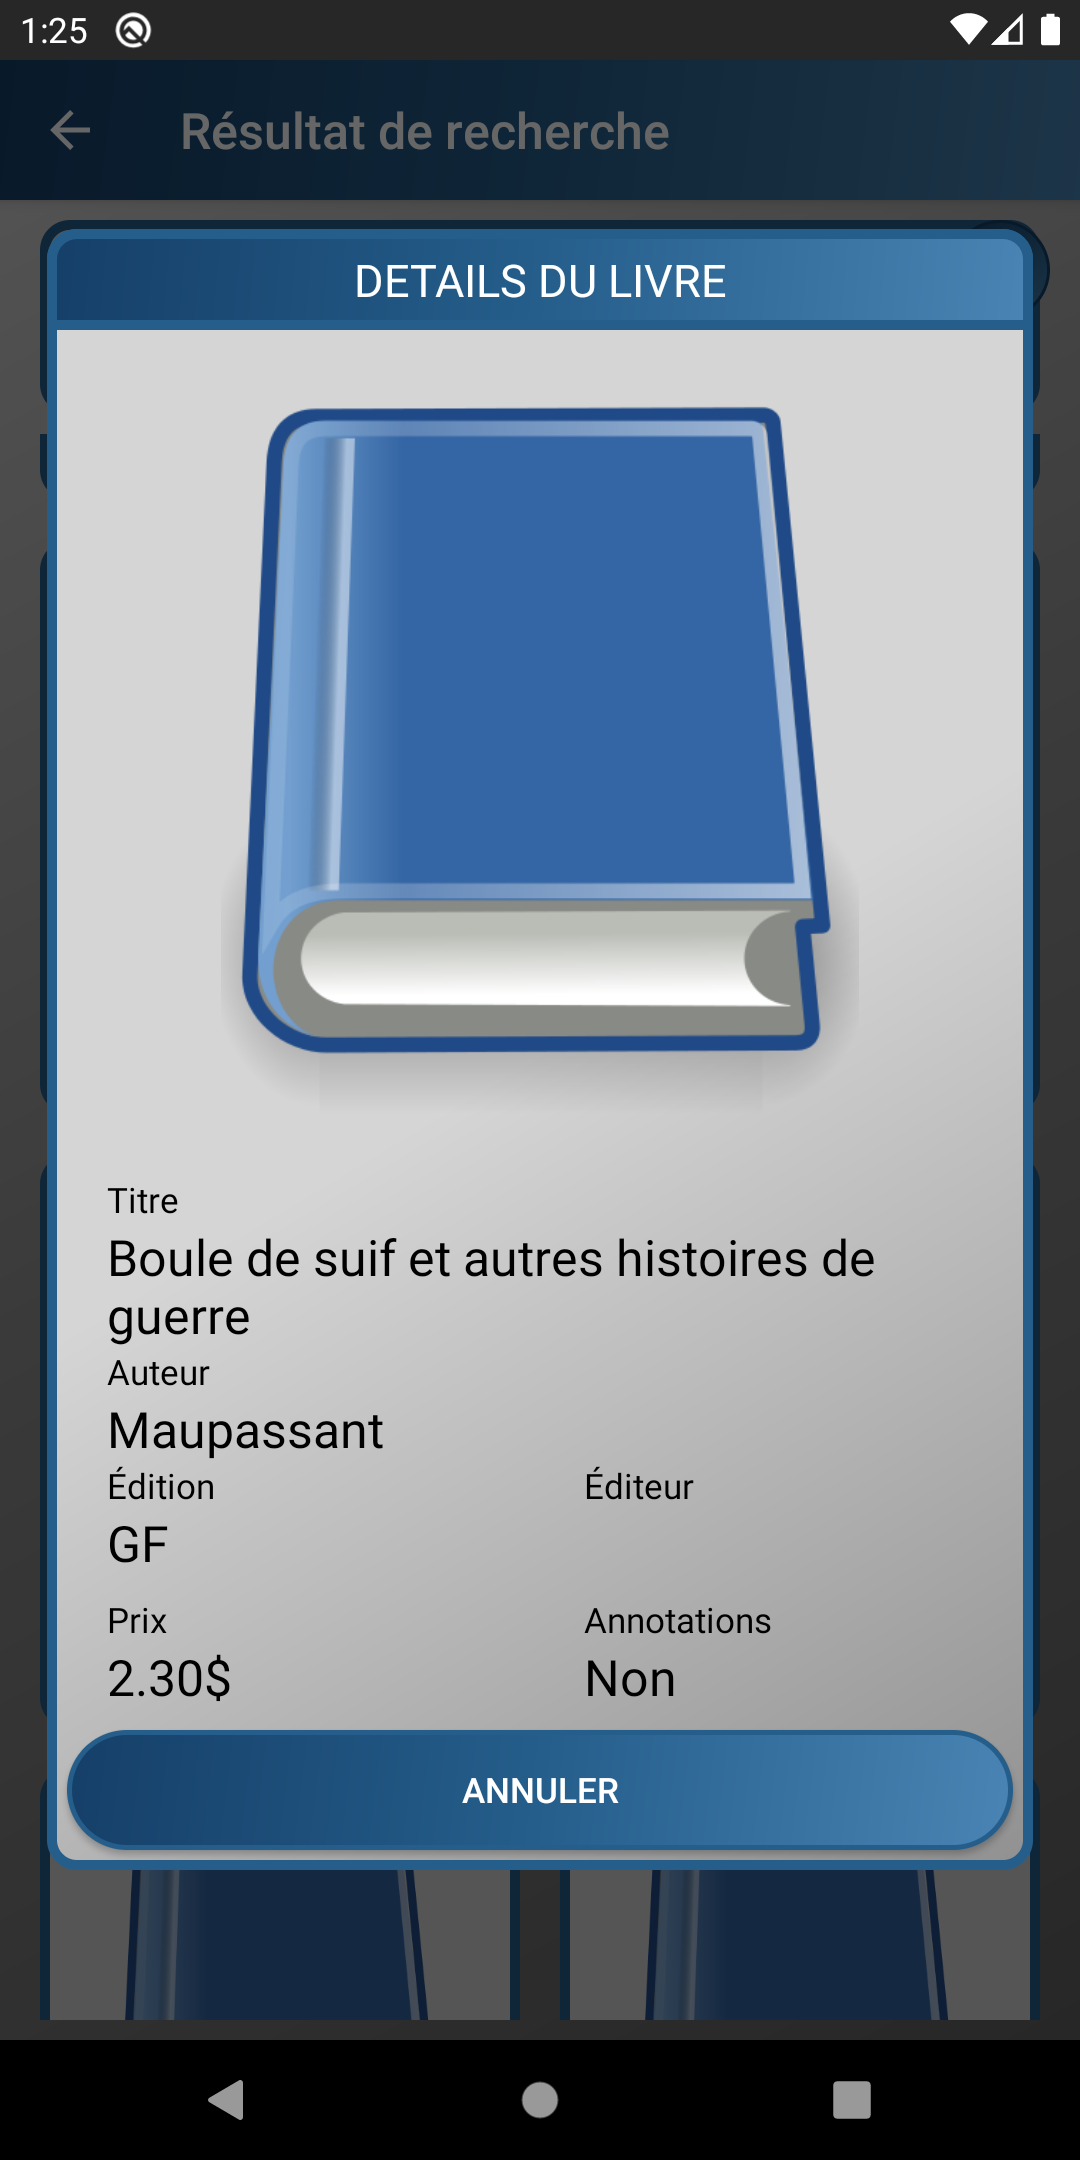 1:25
Résultat de recherche
DETAILS DU LIVRE
Titre
Boule de suif et autres histoires de
guerre
Auteur
Maupassant
Édition
Éditeur
GF
Prix
Annotations
2.30$
Non
ANNULER